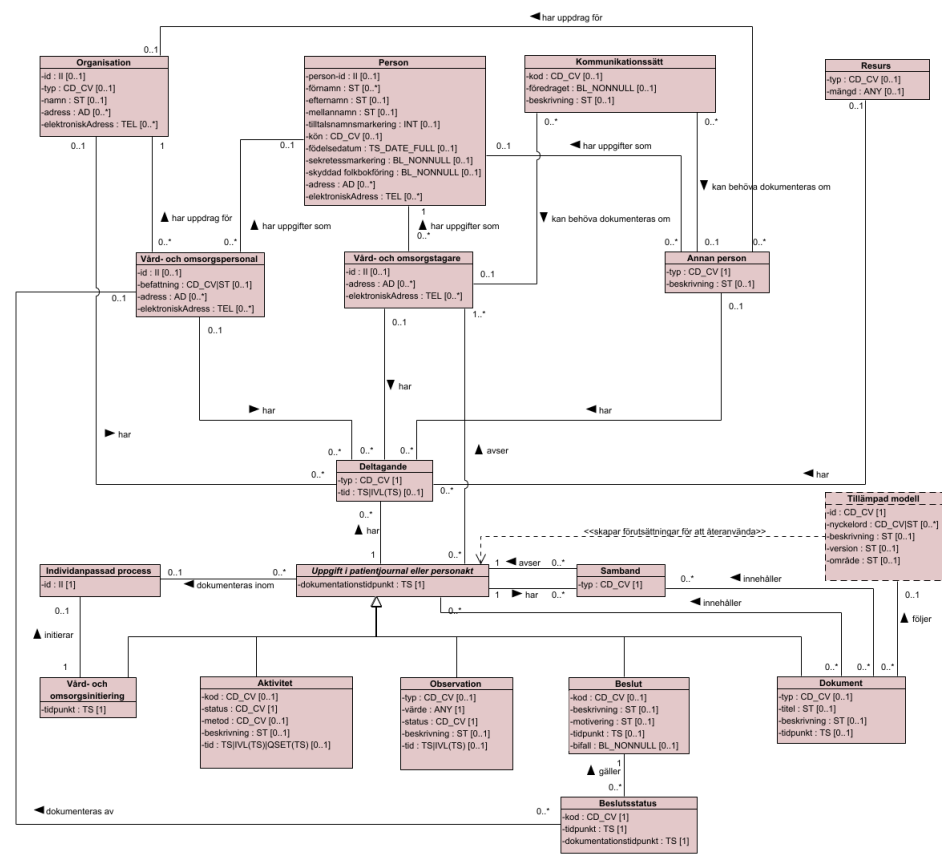 har uppdrag för
0..1
Organisation
-id : II [0..1]
-typ : CD_CV [0..1]
-namn : ST [0..1]
-adress : AD [0..*]
-elektroniskAdress : TEL [0..*]
Person
-person-id : II [0..1]
-förnamn : ST [0..*]
-efternamn : ST [0..1]
-mellannamn : ST [0..1]
-tilltalsnamnsmarkering : INT [0..1]
-kön : CD_CV [0..1]
-födelsedatum : TS_DATE_FULL [0..1]
-sekretessmarkering : BL_NONNULL [0..1]
-skyddad folkbokföring : BL_NONNULL [0..1]
-adress : AD [0..*]
-elektroniskAdress : TEL [0..*]
Kommunikationssätt
-kod : CD_CV [0..1]
-föredraget : BL_NONNULL [0..1]
-beskrivning : ST [0..1]
Resurs
-typ : CD_CV [0..1]
-mängd : ANY [0..1]
0..1
0..*
0..*
0..1
1
0..1
0..1
har uppgifter som
kan behöva dokumenteras om
1
har uppdrag för
har uppgifter som
har uppgifter som
kan behöva dokumenteras om
0..*
0..*
0..*
0..*
0..1
0..*
Vård- och omsorgspersonal
-id : II [0..1]
-befattning : CD_CV|ST [0..1]
-adress : AD [0..*]
-elektroniskAdress : TEL [0..*]
Vård- och omsorgstagare
-id : II [0..1]
-adress : AD [0..*]
-elektroniskAdress : TEL [0..*]
Annan person
-typ : CD_CV [1]
-beskrivning : ST [0..1]
0..1
0..1
0..1
0..1
1..*
0..1
har
har
har
har
avser
0..*
0..*
0..*
0..*
Deltagande
-typ : CD_CV [1]
-tid : TS|IVL(TS) [0..1]
har
0..*
0..*
har
<<skapar förutsättningar för att återanvända>>
Tillämpad modell
-id : CD_CV [1]
-nyckelord : CD_CV|ST [0..*]
-beskrivning : ST [0..1]
-version : ST [0..1]
-område : ST [0..1]
1
0..*
Individanpassad process
-id : II [1]
0..1
0..*
dokumenteras inom
Uppgift i patientjournal eller personakt
-dokumentationstidpunkt : TS [1]
1
avser
0..*
1
har
0..*
Samband
-typ : CD_CV [1]
0..*
innehåller
0..*
innehåller
0..1
följer
0..1
initierar
1
0..*
0..*
0..*
Vård- och
omsorgsinitiering
-tidpunkt : TS [1]
Aktivitet
-kod : CD_CV [0..1]
-status : CD_CV [1]
-metod : CD_CV [0..1]
-beskrivning : ST [0..1]
-tid : TS|IVL(TS)|QSET(TS) [0..1]
Observation
-typ : CD_CV [0..1]
-värde : ANY [1]
-status : CD_CV [1]
-beskrivning : ST [0..1]
-tid : TS|IVL(TS) [0..1]
Beslut
-kod : CD_CV [0..1]
-beskrivning : ST [0..1]
-motivering : ST [0..1]
-tidpunkt : TS [0..1]
-bifall : BL_NONNULL [0..1]
Dokument
-typ : CD_CV [0..1]
-titel : ST [0..1]
-beskrivning : ST [0..1]
-tidpunkt : TS [0..1]
1
gäller
0..*
dokumenteras av
0..*
Beslutsstatus
-kod : CD_CV [1]
-tidpunkt : TS [1]
-dokumentationstidpunkt : TS [1]